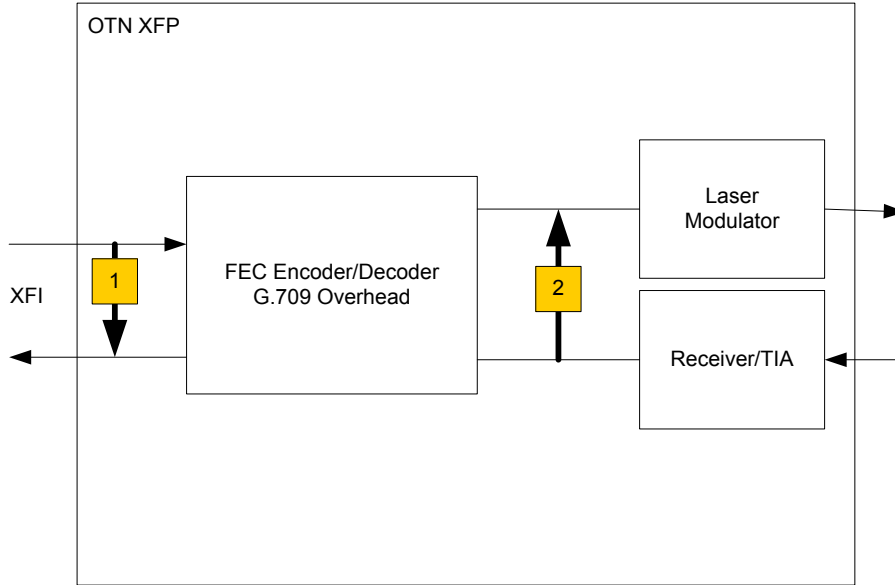 OTN XFP
Laser
Modulator
FEC Encoder/Decoder
G.709 Overhead
1
2
XFI
Receiver/TIA